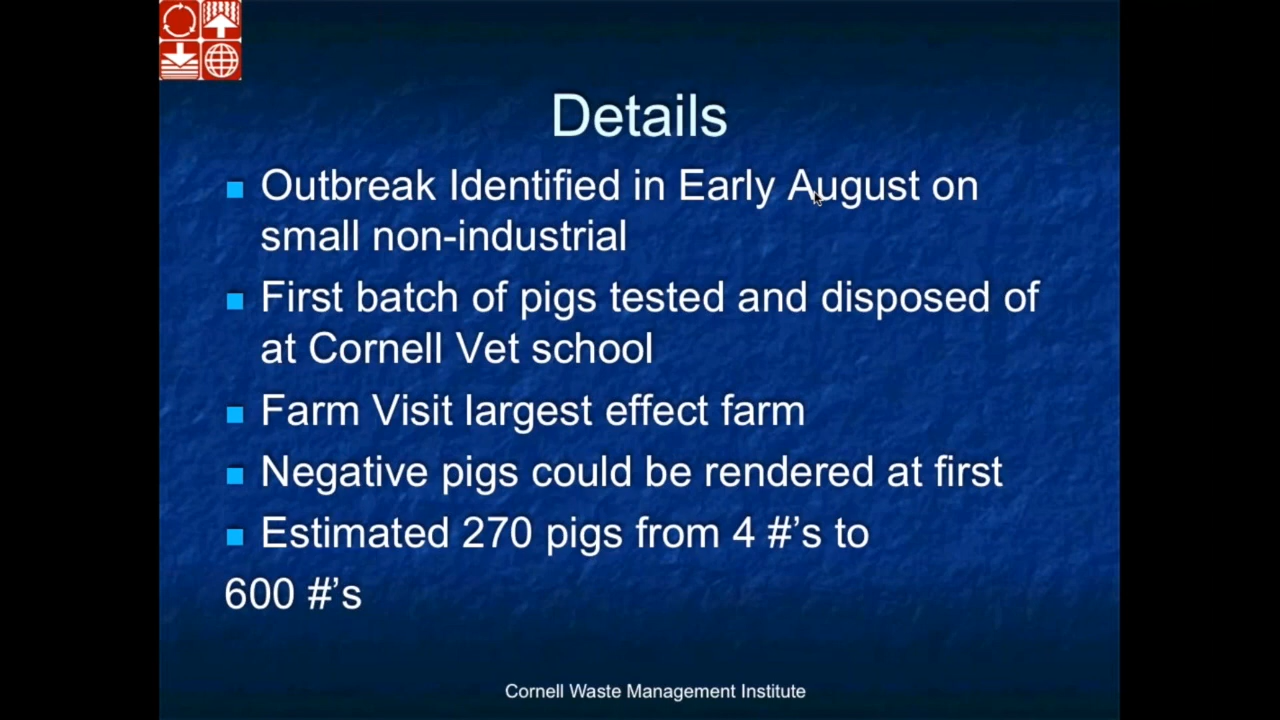 Details
Outbreak Identified in Early August on
small non-industrial
First batch of pigs tested and disposed of
at Cornell Vet school
Farm Visit largest effect farm
Negative pigs could be rendered at first
Estimated 270 pigs from 4 #’s to
600 #’s
Cornell Waste Management Institute